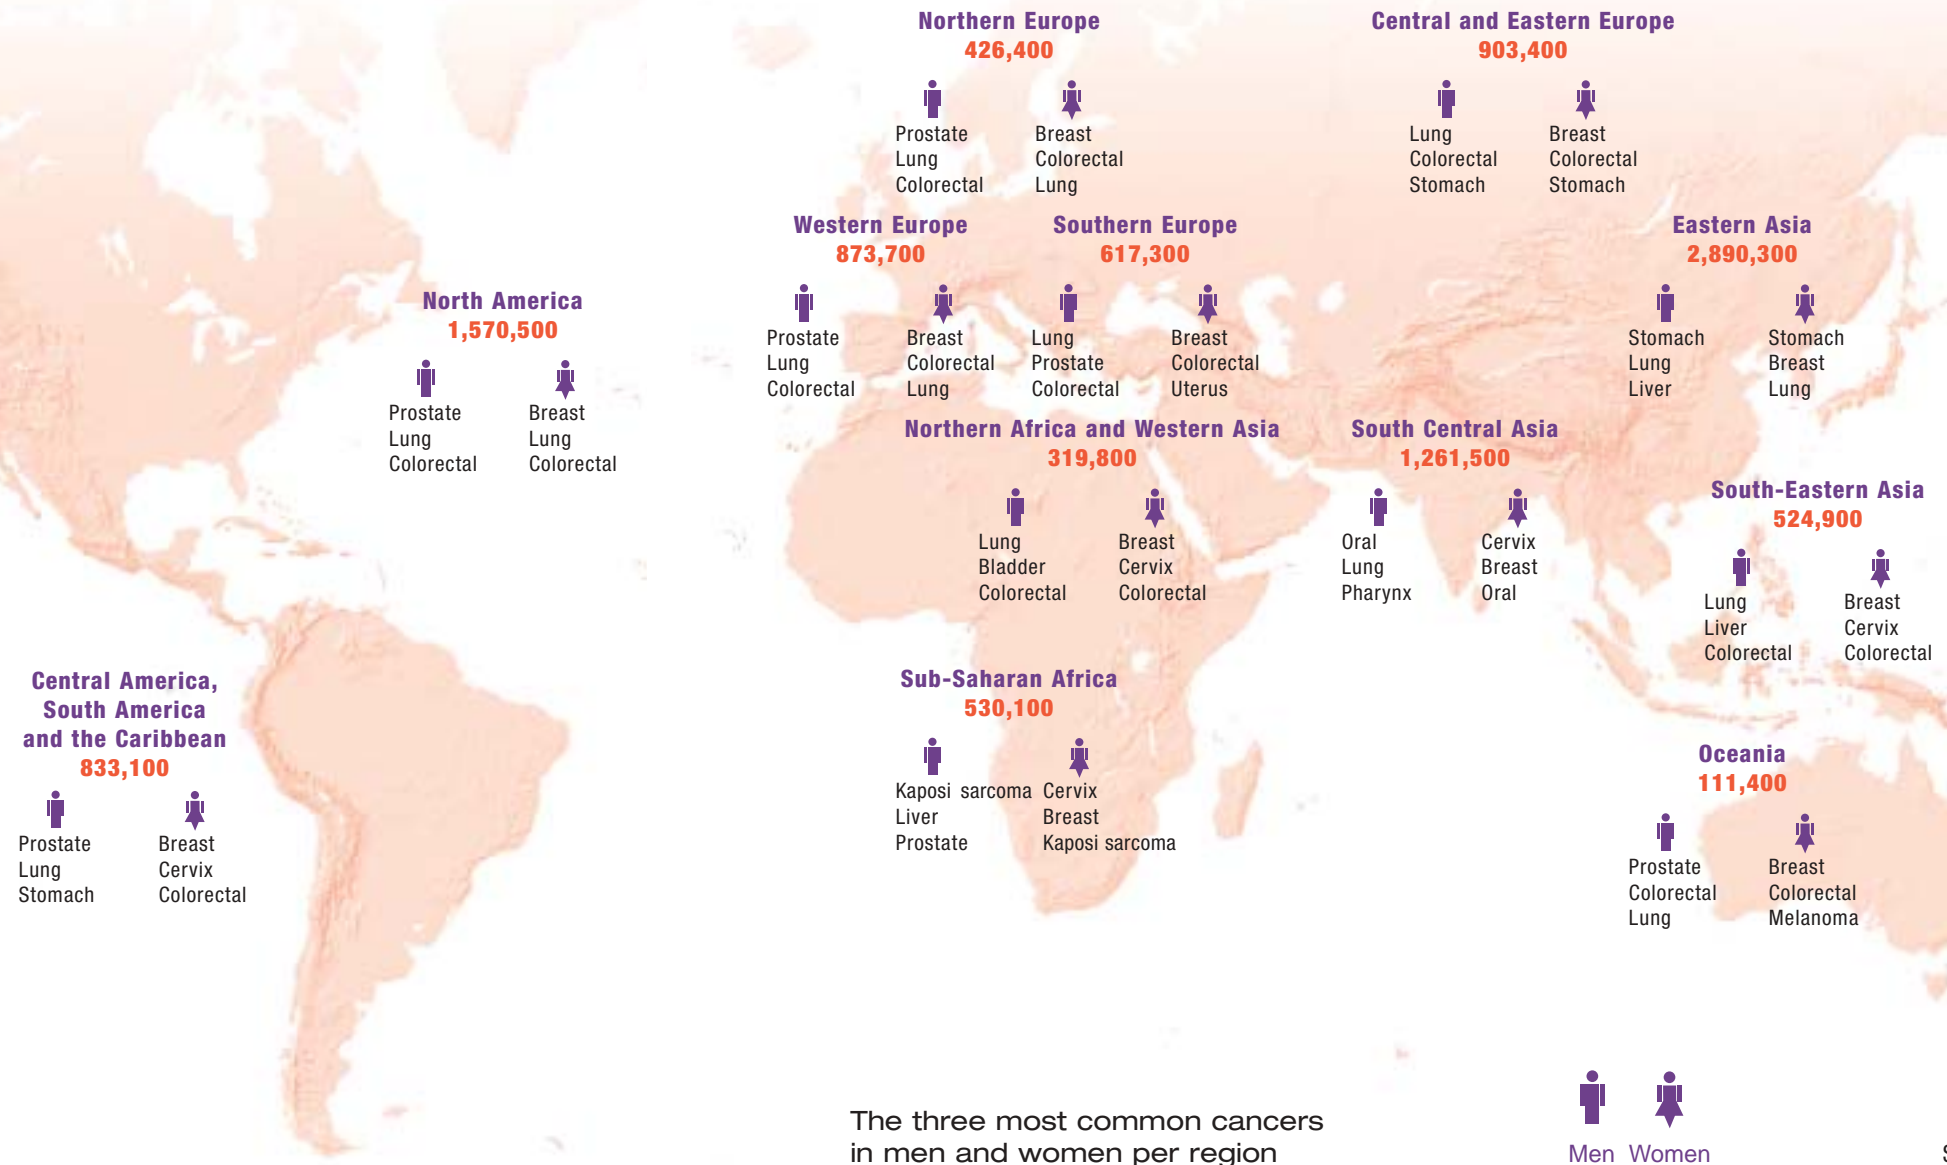 Northern Europe
426,400
Prostate
Lung
Colorectal
Breast
Colorectal
Lung
Central and Eastern Europe
903,400
Lung
Colorectal
Stomach
Breast
Colorectal
Stomach
Western Europe
873,700
Prostate
Lung
Colorectal
Breast
Colorectal
Lung
Southern Europe
617,300
Lung
Prostate
Colorectal
Breast
Colorectal
Uterus
Eastern Asia
2,890,300
Stomach
Lung
Liver
Stomach
Breast
Lung
North America
1,570,500
Prostate
Lung
Colorectal
Breast
Lung
Colorectal
Northern Africa and Western Asia
319,800
Lung
Bladder
Colorectal
Breast
Cervix
Colorectal
South Central Asia
1,261,500
Oral
Lung
Pharynx
Cervix
Breast
Oral
South-Eastern Asia
524,900
Lung
Liver
Colorectal
Breast
Cervix
Colorectal
Central America,
South America
and the Caribbean
833,100
Prostate
Lung
Stomach
Breast
Cervix
Colorectal
Sub-Saharan Africa
530,100
Kaposi sarcoma
Liver
Prostate
Cervix
Breast
Kaposi sarcoma
Oceania
111,400
Prostate
Colorectal
Lung
Breast
Colorectal
Melanoma
The three most common cancers
in men and women per region
Men Women